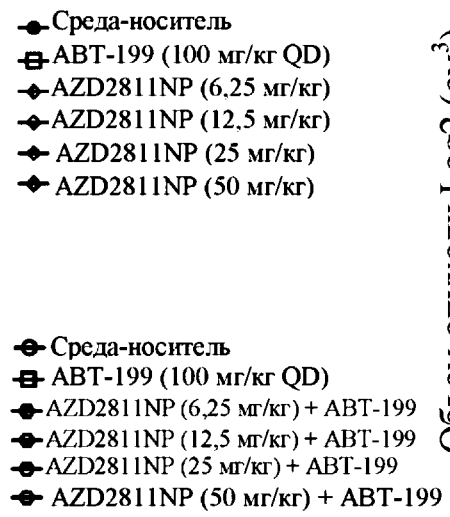 Среда-носитель
ABT-199 (100 мг/кг QD)
AZD2811NP (6,25 мг/кг)
AZD2811NP (12,5 мг/кг)
AZD2811NP (25 мг/кг)
AZD2811NP (50 мг/кг)
Среда-носитель
ABT-199 (100 мг/кг QD)
AZD2811NP (6,25 мг/кг) + ABT-199
AZD2811NP (12,5 мг/кг) + ABT-199
AZD2811NP (25 мг/кг) + ABT-199
AZD2811NP (50 мг/кг) + ABT-199